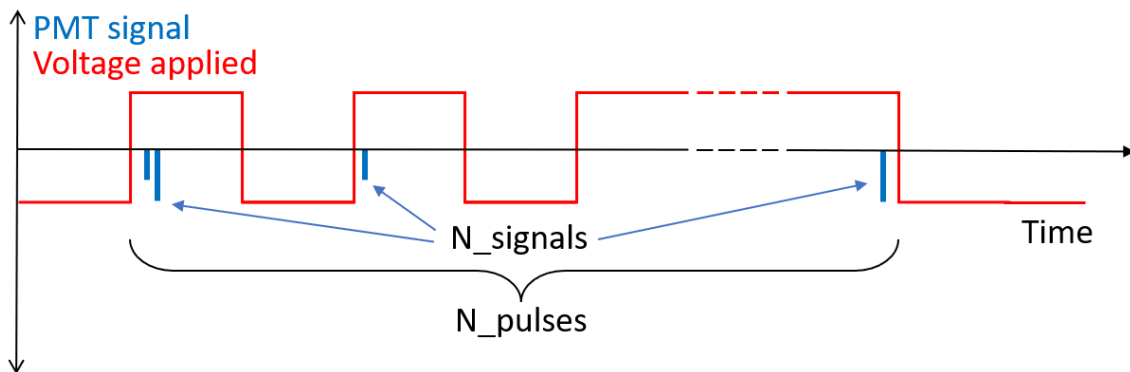 PMT signal
Voltage applied
N_signals
Time
N_pulses